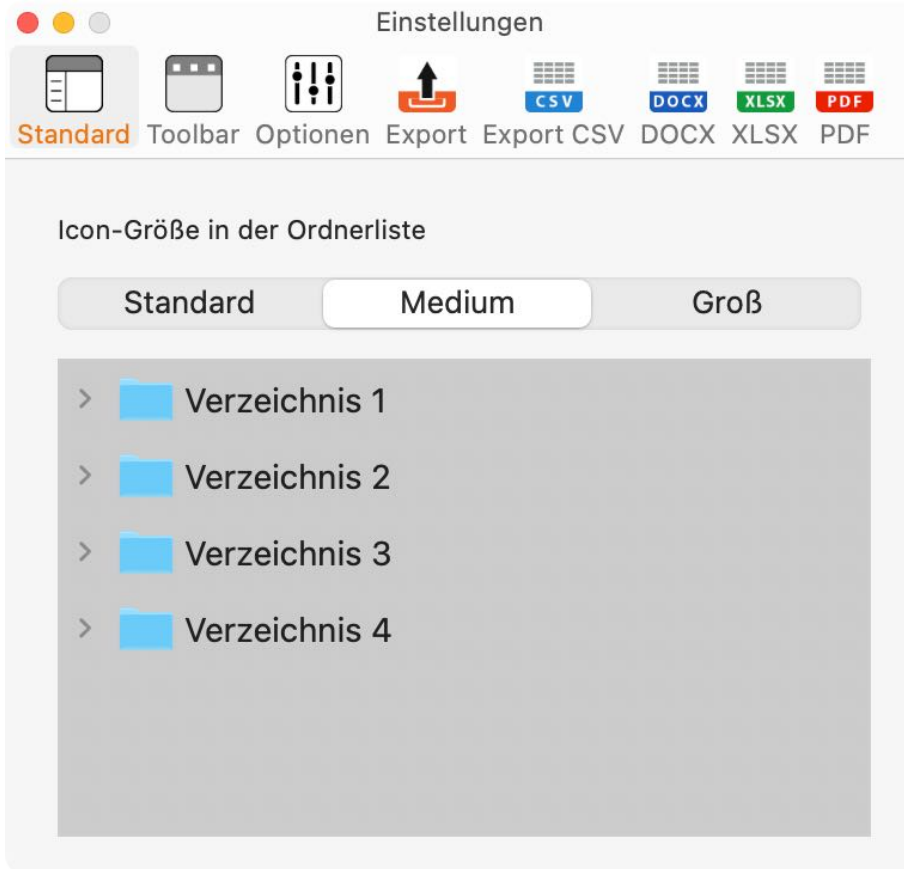 Einstellungen
CSV DOCX XLSX PDF
Standard Toolbar Optionen Export Export CSV DOCX XLSX PDF
Icon-Größe in der Ordnerliste
Standard Medium Groß
Verzeichnis 1
Verzeichnis 2
Verzeichnis 3
Verzeichnis 4